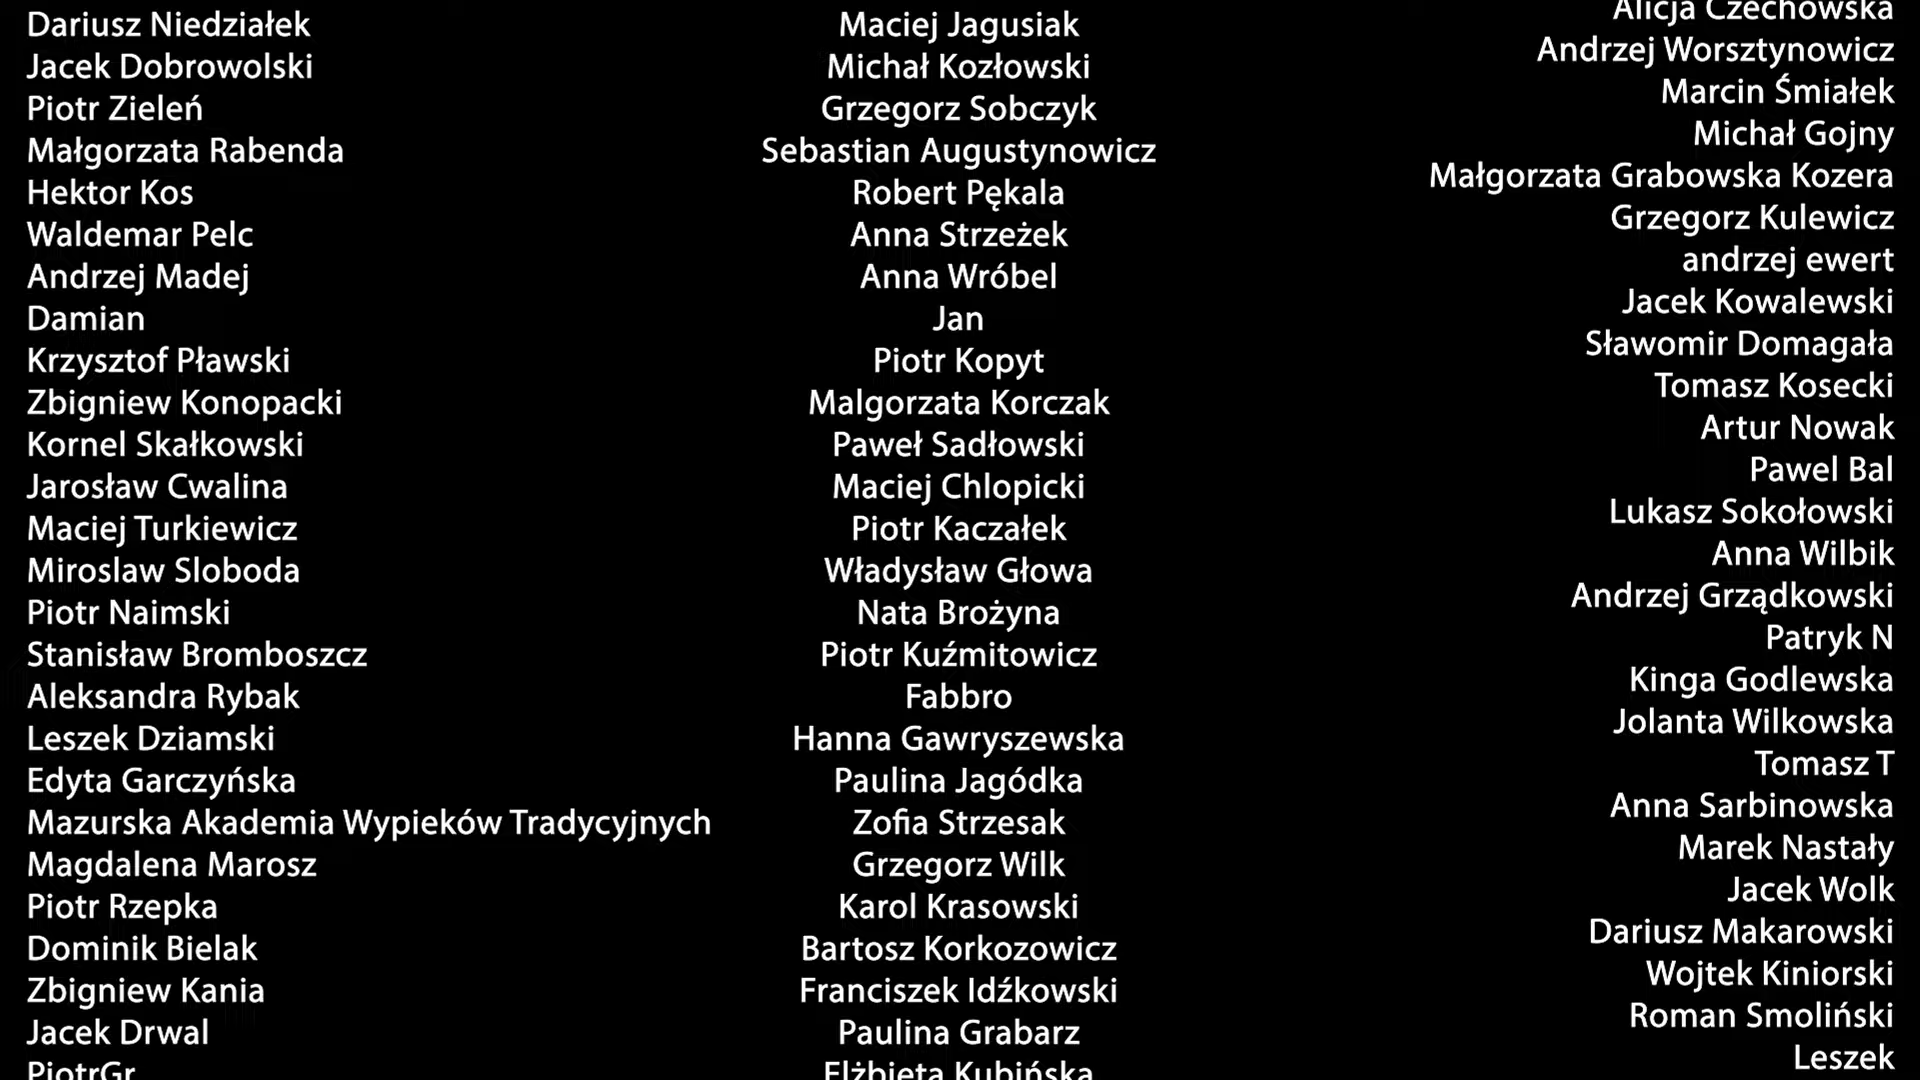 Dariusz Niedziałek
Jacek Dobrowolski
Piotr Zieleń
Małgorzata Rabenda
Hektor Kos
Waldemar Pelc
Andrzej Madej
Damian
Krzysztof Pławski
Zbigniew Konopacki
Kornel Skałkowski
Jarosław Cwalina
Maciej Turkiewicz
Miroslaw Sloboda
Piotr Naimski
Stanisław Bromboszcz
Aleksandra Rybak
Leszek Dziamski
Edyta Garczyńska
Mazurska Akademia Wypieków Tradycyjnych
Magdalena Marosz
Piotr Rzepka
Dominik Bielak
Zbigniew Kania
Jacek Drwal
PiotrGr
Maciej Jagusiak
Michał Kozłowski
Grzegorz Sobczyk
Sebastian Augustynowicz
Robert Pękala
Anna Strzeżek
Anna Wróbel
Jan
Piotr Kopyt
Malgorzata Korczak
Paweł Sadłowski
Maciej Chlopicki
Piotr Kaczałek
Władysław Głowa
Nata Brożyna
Piotr Kuźmitowicz
Fabbro
Hanna Gawryszewska
Paulina Jagódka
Zofia Strzesak
Grzegorz Wilk
Karol Krasowski
Bartosz Korkozowicz
Franciszek Idźkowski
Paulina Grabarz
Elżbieta Kubińska
Alicja Czechowska
Andrzej Worsztynowicz
Marcin Śmiałek
Michał Gojny
Małgorzata Grabowska Kozera
Grzegorz Kulewicz
andrzej ewert
Jacek Kowalewski
Sławomir Domagała
Tomasz Kosecki
Artur Nowak
Pawel Bal
Lukasz Sokołowski
Anna Wilbik
Andrzej Grządkowski
Patryk N
Kinga Godlewska
Jolanta Wilkowska
Tomasz T
Anna Sarbinowska
Marek Nastały
Jacek Wolk
Dariusz Makarowski
Wojtek Kiniorski
Roman Smoliński
Leszek